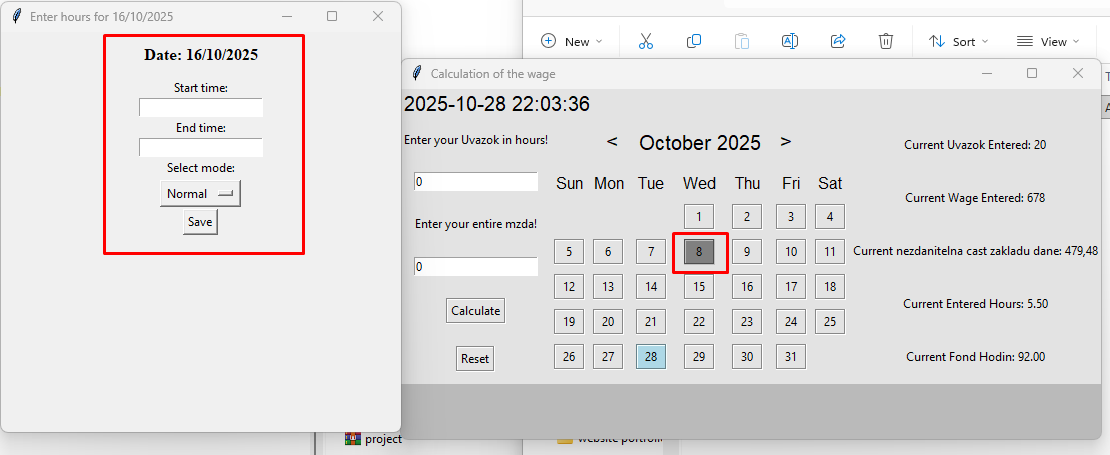 Enter hours for 16/10/2025
Date: 16/10/2025
Start time:
End time:
Select mode:
Normal
Save
New
Sort
View
Calculation of the wage
2025-10-28 22:03:36
Enter your Uvazok in hours!
0
Enter your entire mzda!
0
Calculate
Reset
< October 2025 >
Sun Mon Tue Wed Thu Fri Sat
1 2 3 4
5 6 7 8 9 10 11
12 13 14 15 16 17 18
19 20 21 22 23 24 25
26 27 28 29 30 31
Current Uvazok Entered: 20
Current Wage Entered: 678
Current nezdanitelna cast zakladu dane: 479,48
Current Entered Hours: 5.50
Current Fond Hodin: 92.00
project
website